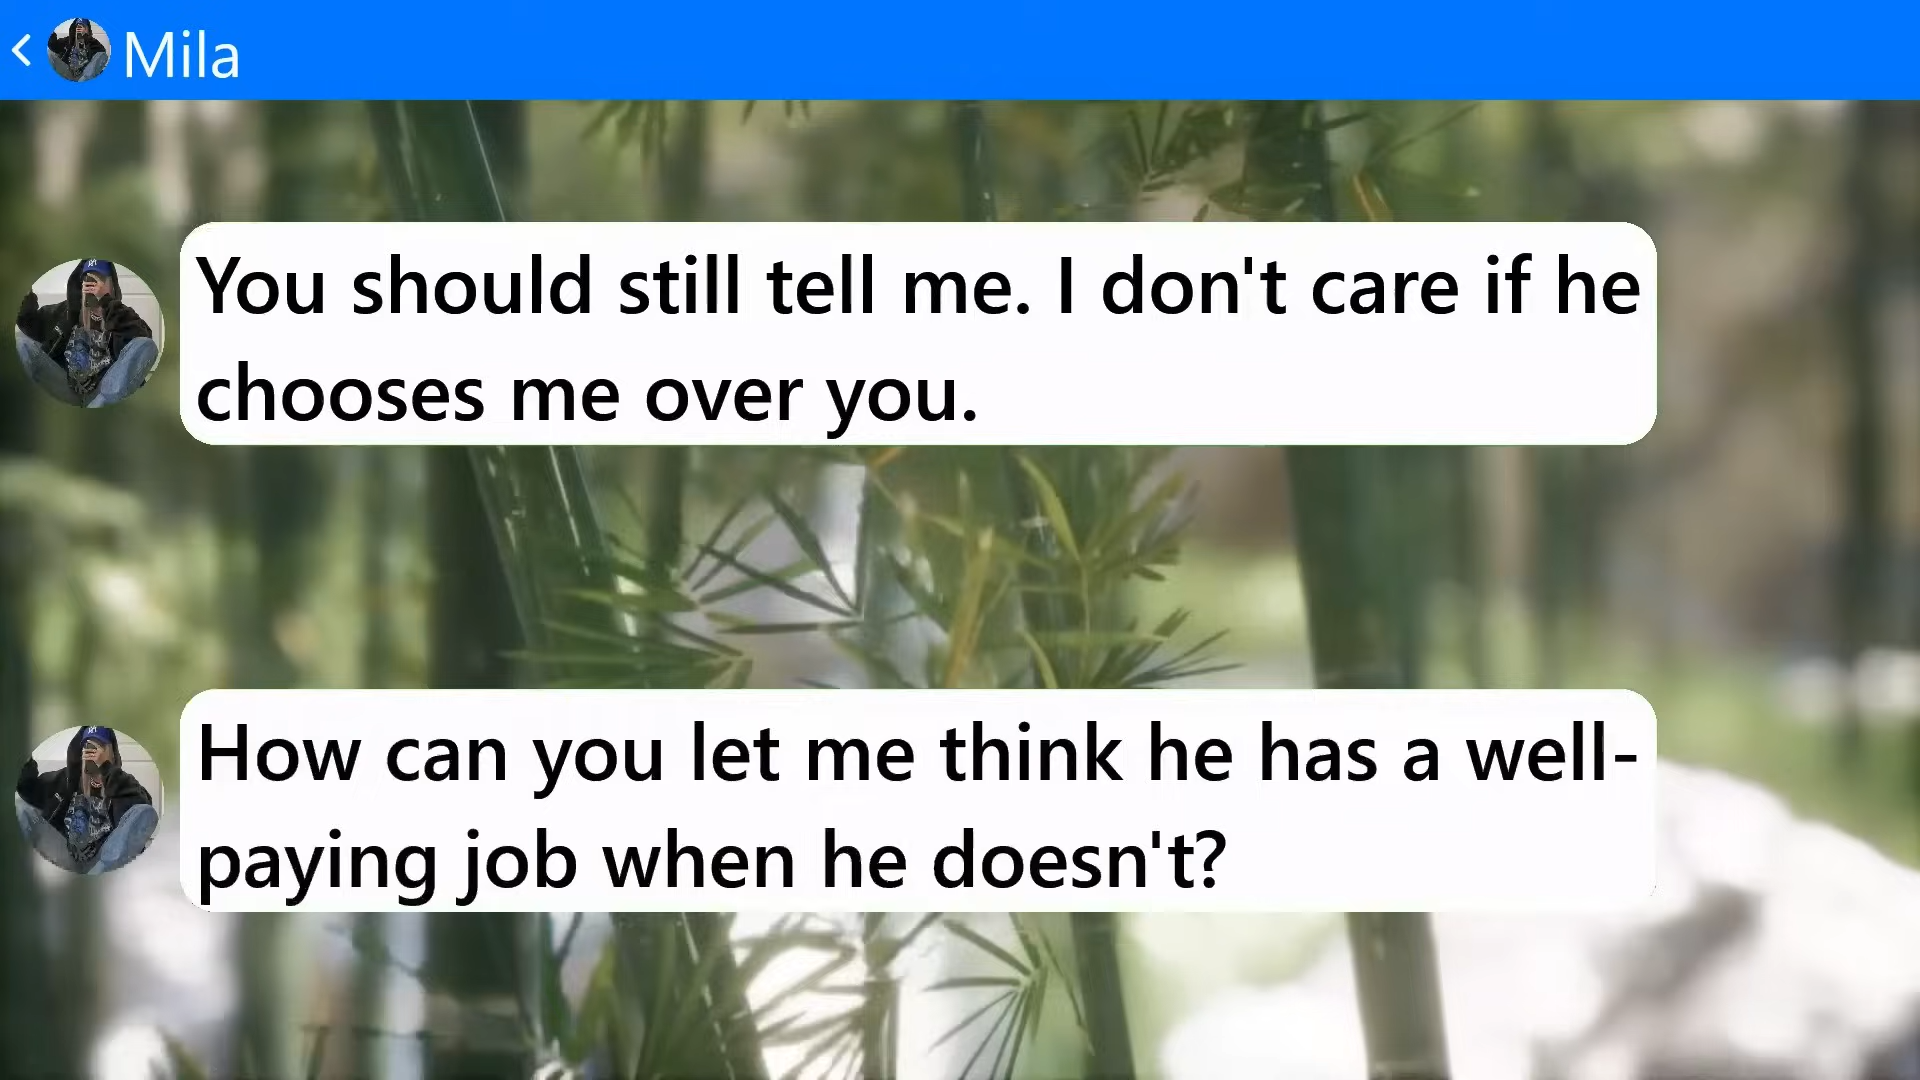 Mila
You should still tell me. I don't care if he
chooses me over you.
How can you let me think he has a well-
paying job when he doesn't?